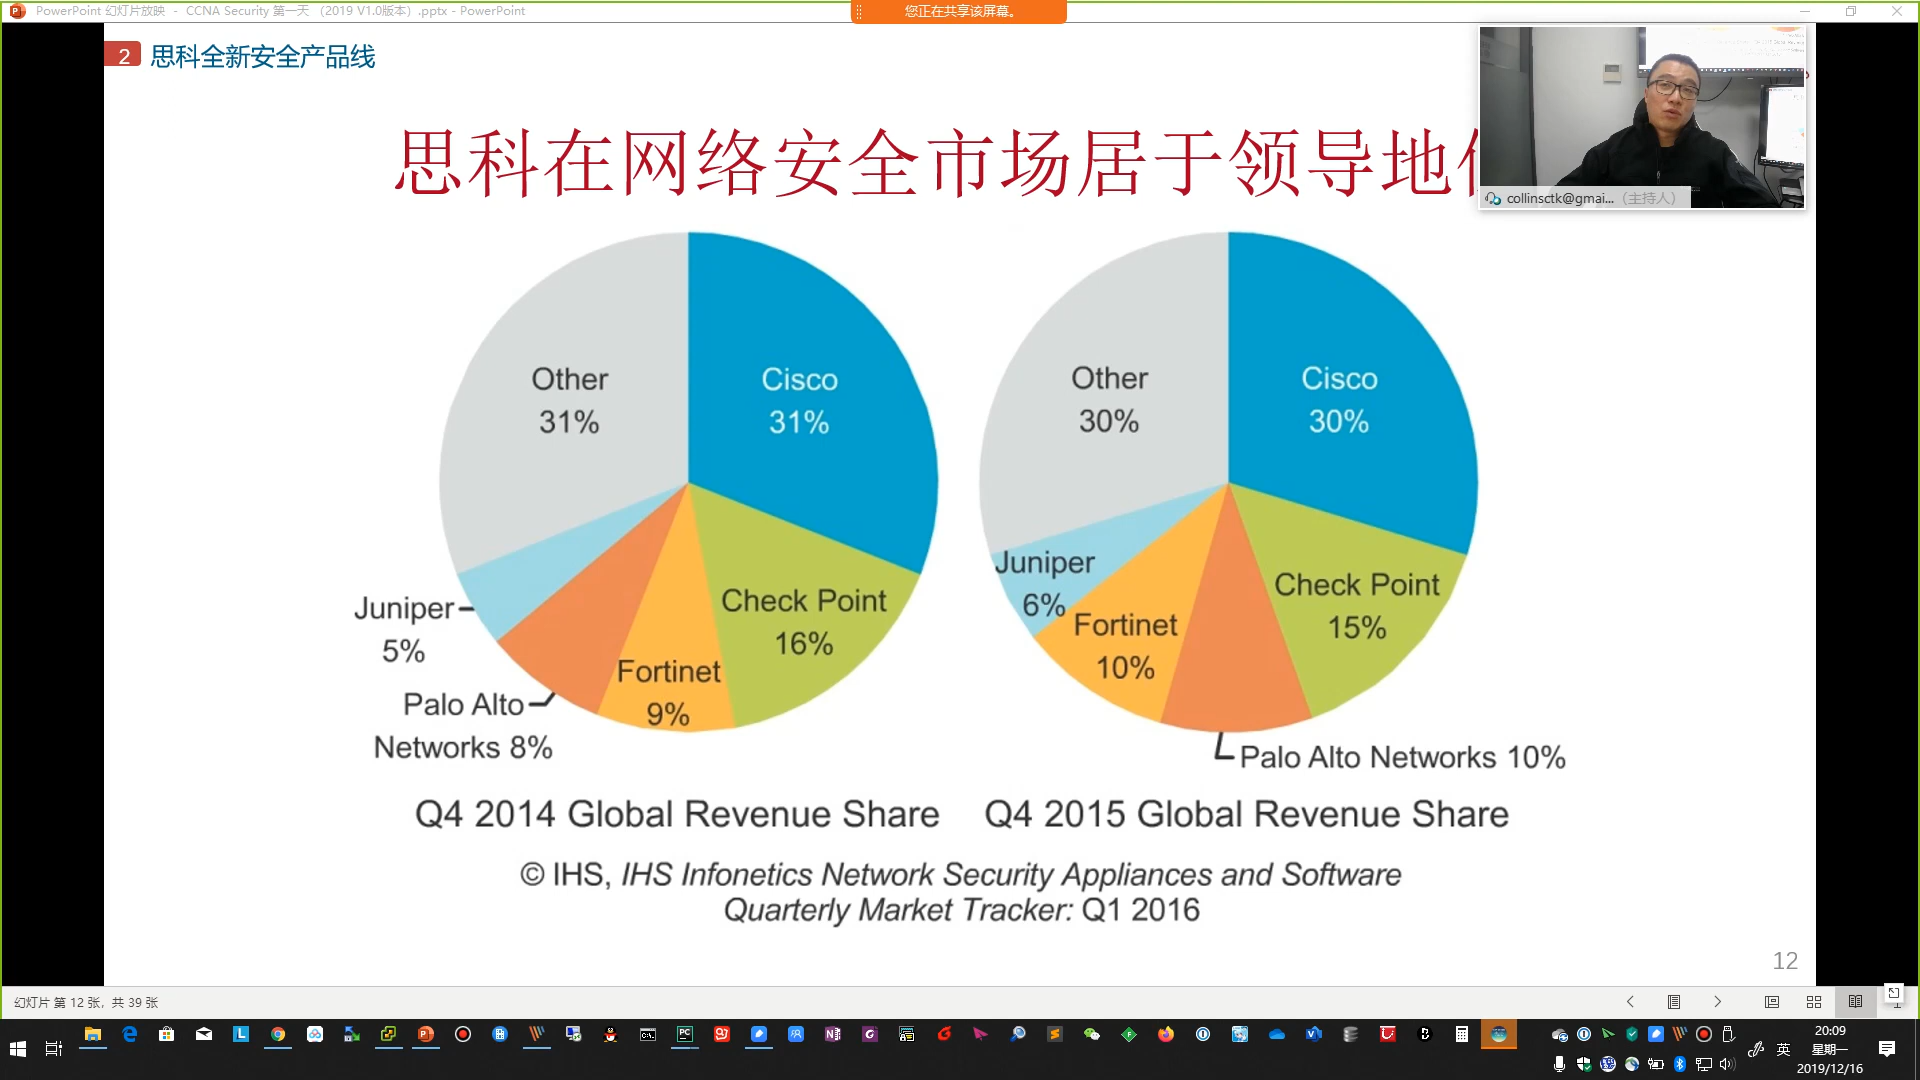 PowerPoint 幻灯片放映 - CCNA Security 第一天 （2019 V1.0版本）.pptx - PowerPoint
您正在共享该屏幕。
2 思科全新安全产品线
思科在网络安全市场居于领导地
collinsctk@gmai... （主持人）
Other
31%
Cisco
31%
Check Point
16%
Fortinet
9%
Palo Alto
Networks 8%
Juniper
5%
Q4 2014 Global Revenue Share
Other
30%
Cisco
30%
Check Point
15%
Palo Alto Networks 10%
Fortinet
10%
Juniper
6%
Q4 2015 Global Revenue Share
© IHS, IHS Infonetics Network Security Appliances and Software
Quarterly Market Tracker: Q1 2016
12
幻灯片 第 12 张，共 39 张
英
20:09
星期一
2019/12/16